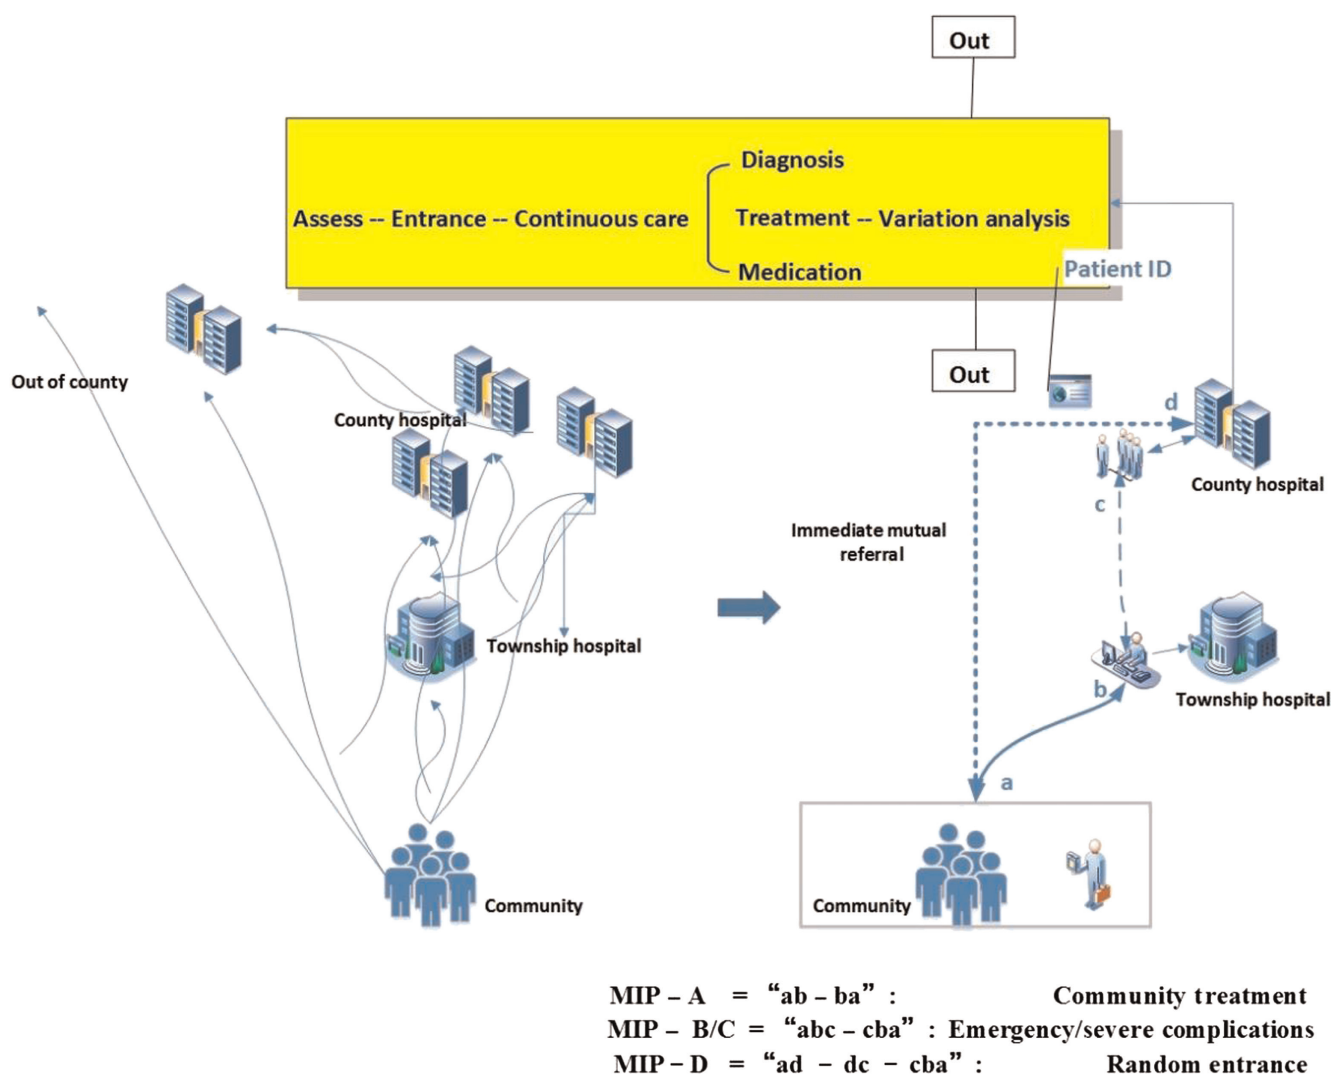 Out
Diagnosis
Assess -- Entrance -- Continuous care
Treatment -- Variation analysis
Medication
Patient ID
Out
Out of county
County hospital
d
County hospital
c
Immediate mutual
referral
Township hospital
b
Township hospital
a
Community
Community
MIP – A = “ab – ba” : Community treatment
MIP – B/C = “abc – cba” : Emergency/severe complications
MIP – D = “ad – dc – cba” : Random entrance